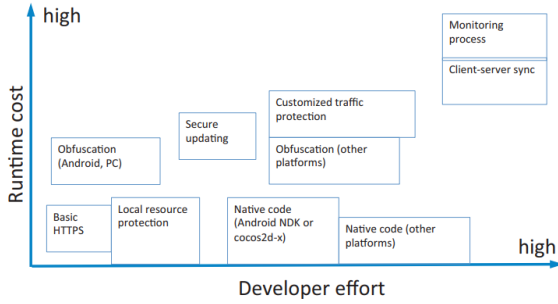 high
Monitoring
process
Client-server sync
Customized traffic
protection
Secure
updating
Obfuscation
(Android, PC)
Obfuscation (other
platforms)
Basic
HTTPS
Local resource
protection
Native code
(Android NDK or
cocos2d-x)
Native code (other
platforms)
high
Runtime cost
Developer effort